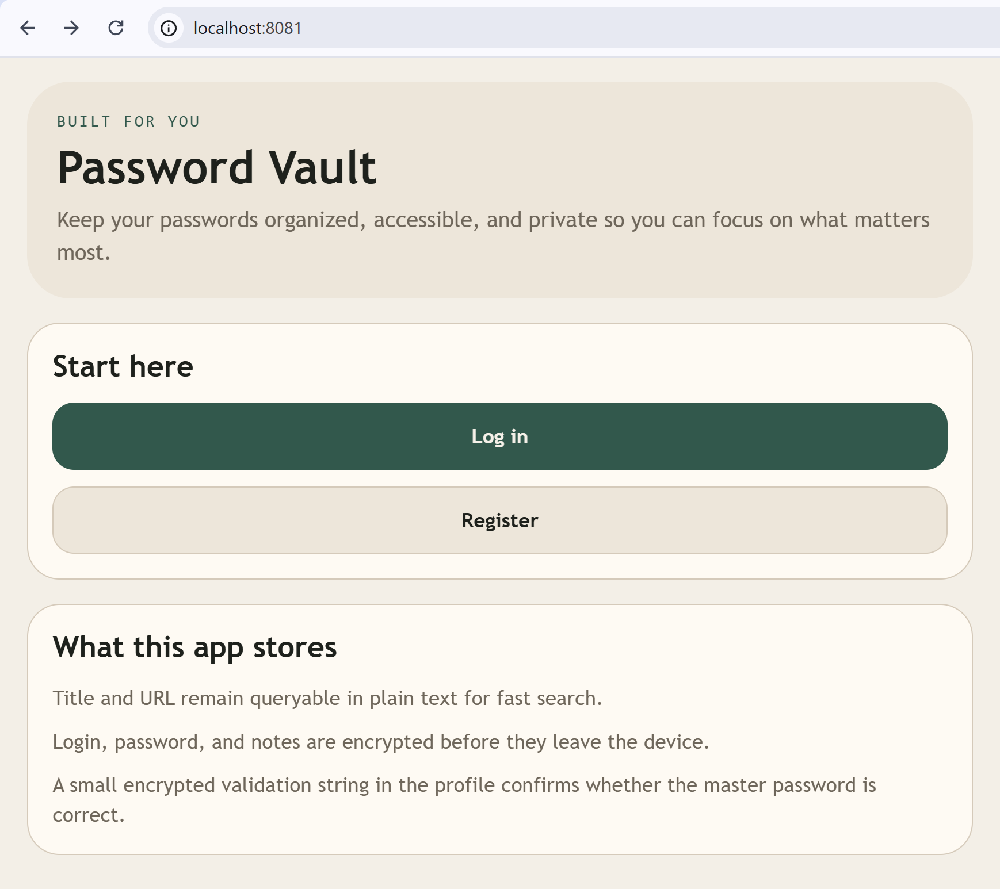 localhost:8081
BUILT FOR YOU
Password Vault
Keep your passwords organized, accessible, and private so you can focus on what matters
most.
Start here
Log in
Register
What this app stores
Title and URL remain queryable in plain text for fast search.
Login, password, and notes are encrypted before they leave the device.
A small encrypted validation string in the profile confirms whether the master password is
correct.